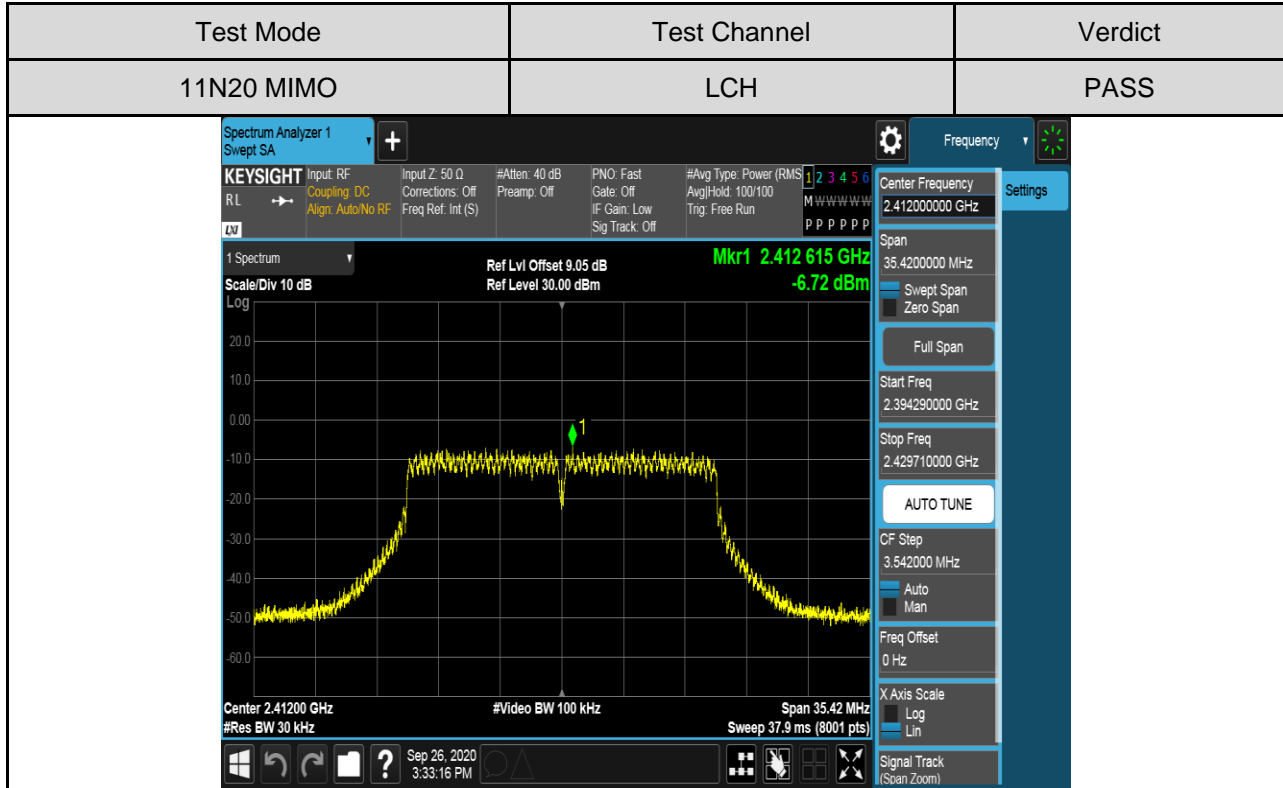 Test Mode Test Channel Verdict
11N20 MIMO LCH PASS
Spectrum Analyzer 1
Swept SA
+
Frequency
KEYSIGHT
RL
LXI
Input: RF
Coupling: DC
Align: Auto/No RF
Input Z: 50 Ω
Corrections: Off
Freq Ref: Int (S)
#Atten: 40 dB
Preamp: Off
PNO: Fast
Gate: Off
IF Gain: Low
Sig Track: Off
#Avg Type: Power (RMS
Avg|Hold: 100/100
Trig: Free Run
1 2 3 4 5 6
M W W W W W
P P P P P P
1 Spectrum
Scale/Div 10 dB
Ref Lvl Offset 9.05 dB
Ref Level 30.00 dBm
Mkr1 2.412 615 GHz
-6.72 dBm
Log
20.0
10.0
0.00
-10.0
-20.0
-30.0
-40.0
-50.0
-60.0
1
Center 2.41200 GHz
#Res BW 30 kHz
#Video BW 100 kHz
Span 35.42 MHz
Sweep 37.9 ms (8001 pts)
Center Frequency
2.412000000 GHz
Settings
Span
35.4200000 MHz
Swept Span
Zero Span
Full Span
Start Freq
2.394290000 GHz
Stop Freq
2.429710000 GHz
AUTO TUNE
CF Step
3.542000 MHz
Auto
Man
Freq Offset
0 Hz
X Axis Scale
Log
Lin
Signal Track
(Span Zoom)
?
Sep 26, 2020
3:33:16 PM